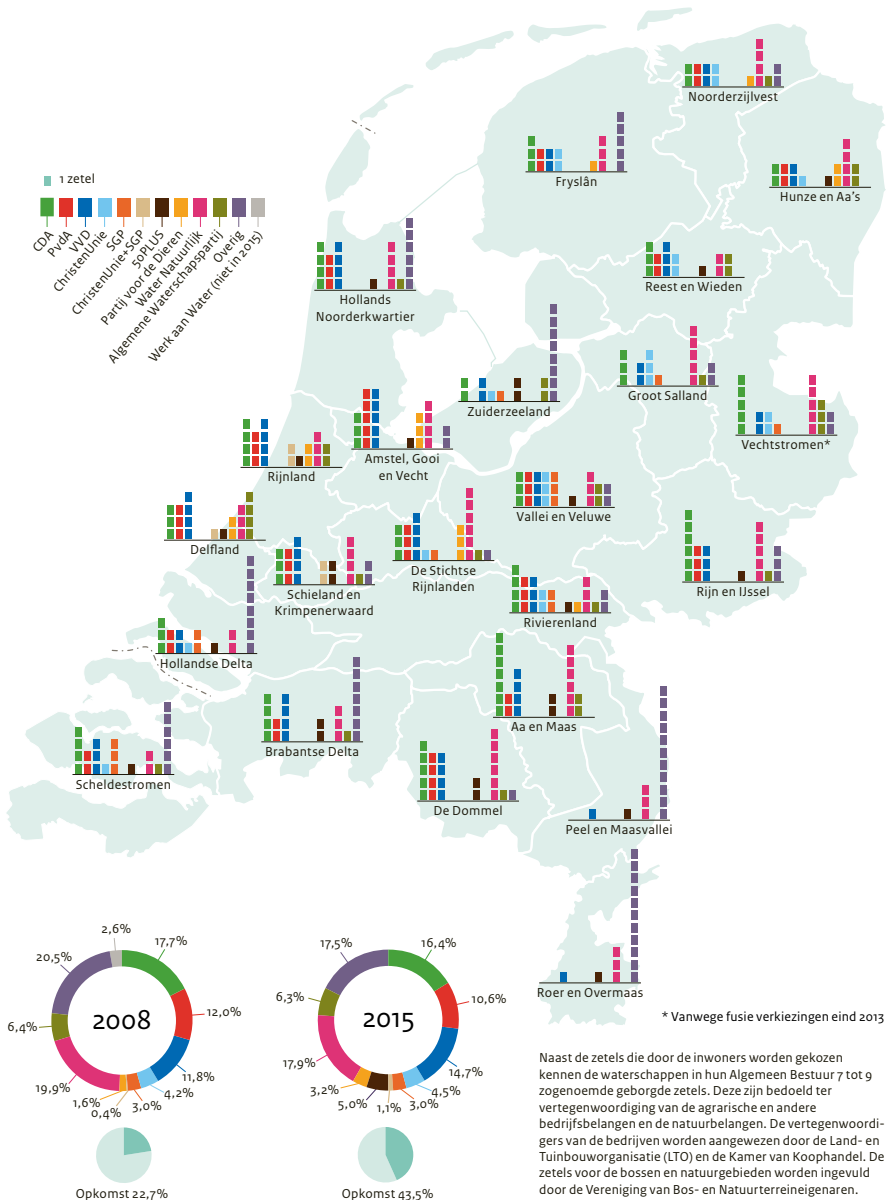 Noorderzijlvest
Fryslân
Hunze en Aa's
1 zetel
CDA
PvdA
VVD
ChristenUnie
SGP
ChristenUnie+SGP
50PLUS
Partij voor de Dieren
Water Natuurlijk
Algemene Waterschapspartij
Overig
Werk aan Water (niet in 2015)
Reest en Wieden
Hollands
Noorderkwartier
Groot Salland
Zuiderzeeland
Vechtstromen*
Amstel, Gooi
en Vecht
Rijnland
Vallei en Veluwe
Delfland
De Stichtse
Rijnlanden
Rijn en IJssel
Schieland en
Krimpenerwaard
Rivierenland
Hollandse Delta
Aa en Maas
Brabantse Delta
Scheldestromen
De Dommel
Peel en Maasvallei
Roer en Overmaas
2008
2,6%
17,7%
20,5%
12,0%
6,4%
11,8%
19,9%
4,2%
1,6%
3,0%
0,4%
Opkomst 22,7%
2015
17,5%
16,4%
6,3%
10,6%
17,9%
14,7%
3,2%
4,5%
5,0%
3,0%
1,1%
Opkomst 43,5%
* Vanwege fusie verkiezingen eind 2013
Naast de zetels die door de inwoners worden gekozen
kennen de waterschappen in hun Algemeen Bestuur 7 tot 9
zogenoemde geborgde zetels. Deze zijn bedoeld ter
vertegenwoordiging van de agrarische en andere
bedrijfsbelangen en de natuurbelangen. De vertegenwoordi-
gers van de bedrijven worden aangewezen door de Land- en
Tuinbouworganisatie (LTO) en de Kamer van Koophandel. De
zetels voor de bossen en natuurgebieden worden ingevuld
door de Vereniging van Bos- en Natuurterreineigenaren.